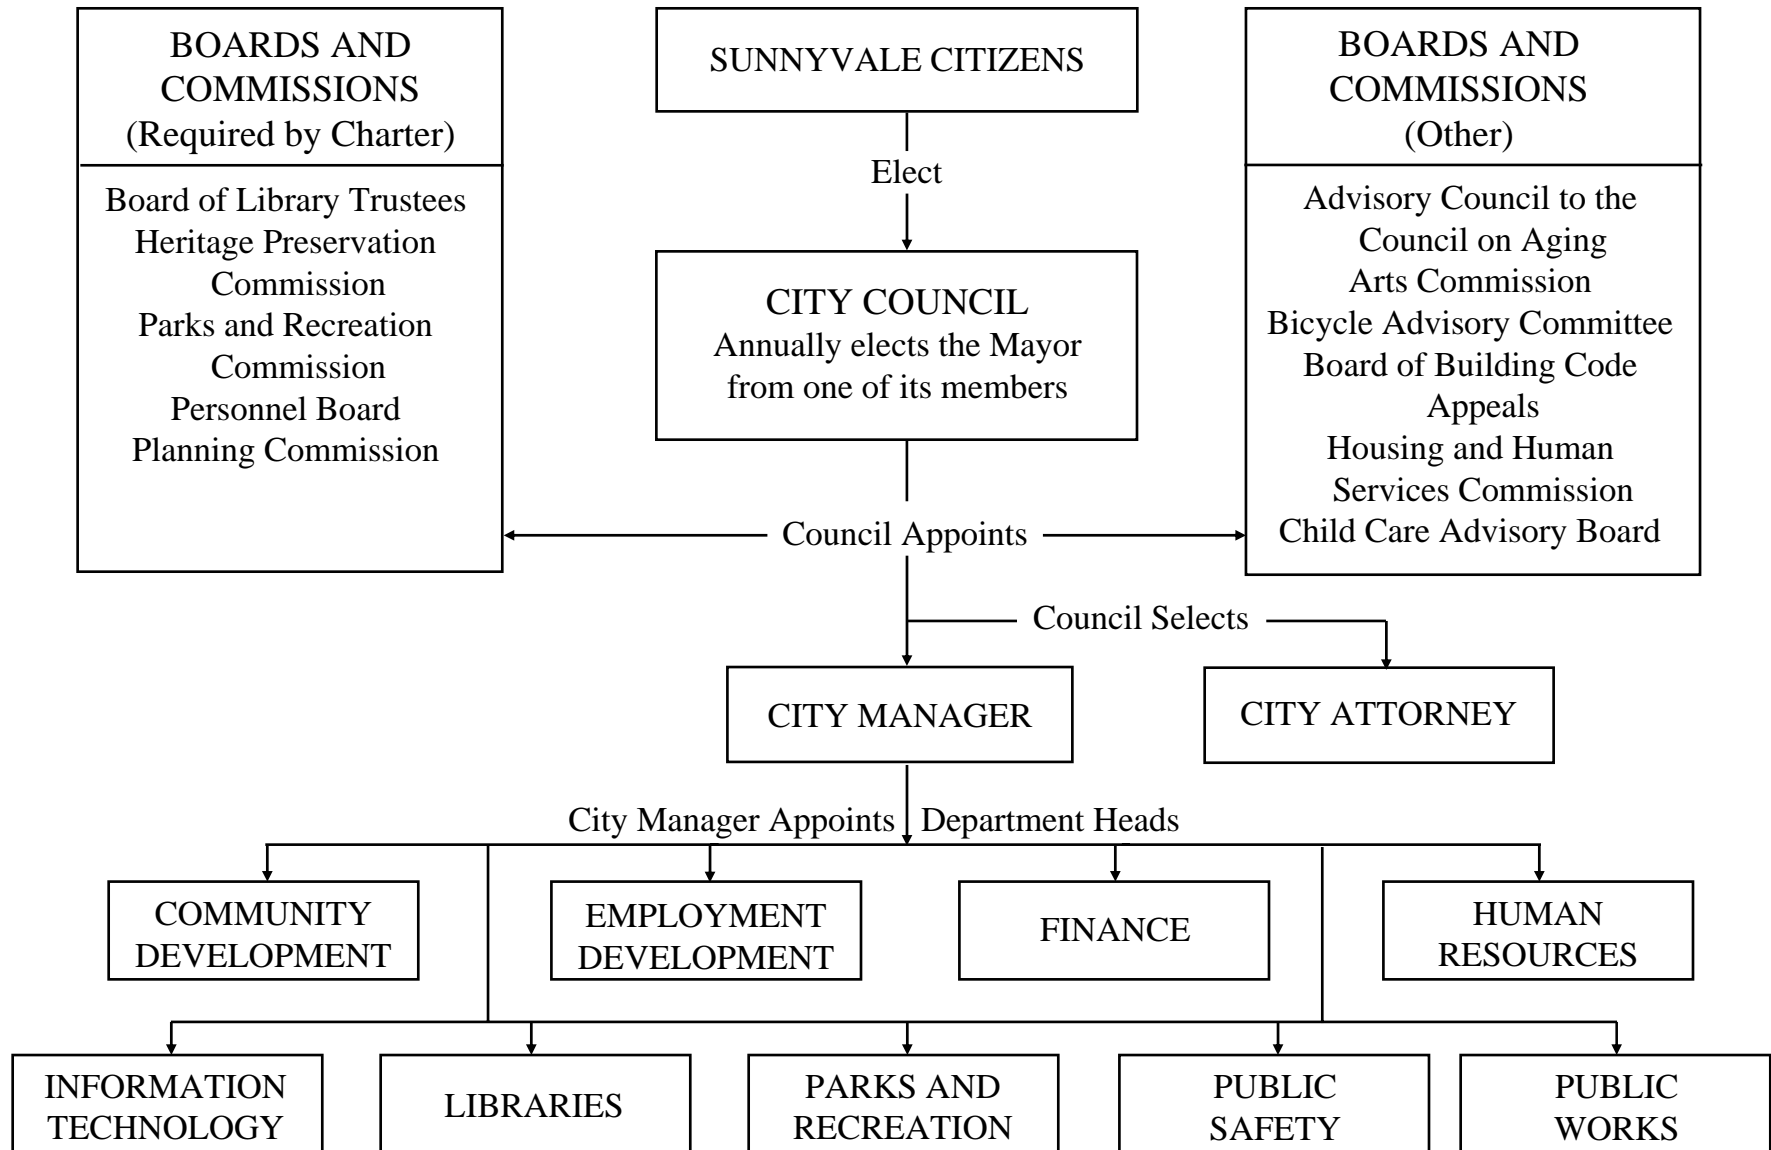 BOARDS AND
COMMISSIONS
(Required by Charter)
Board of Library Trustees
Heritage Preservation
Commission
Parks and Recreation
Commission
Personnel Board
Planning Commission
SUNNYVALE CITIZENS
Elect
CITY COUNCIL
Annually elects the Mayor
from one of its members
BOARDS AND
COMMISSIONS
(Other)
Advisory Council to the
Council on Aging
Arts Commission
Bicycle Advisory Committee
Board of Building Code
Appeals
Housing and Human
Services Commission
Child Care Advisory Board
Council Appoints
Council Selects
CITY MANAGER
CITY ATTORNEY
City Manager Appoints Department Heads
COMMUNITY
DEVELOPMENT
EMPLOYMENT
DEVELOPMENT
FINANCE
HUMAN
RESOURCES
INFORMATION
TECHNOLOGY
LIBRARIES
PARKS AND
RECREATION
PUBLIC
SAFETY
PUBLIC
WORKS